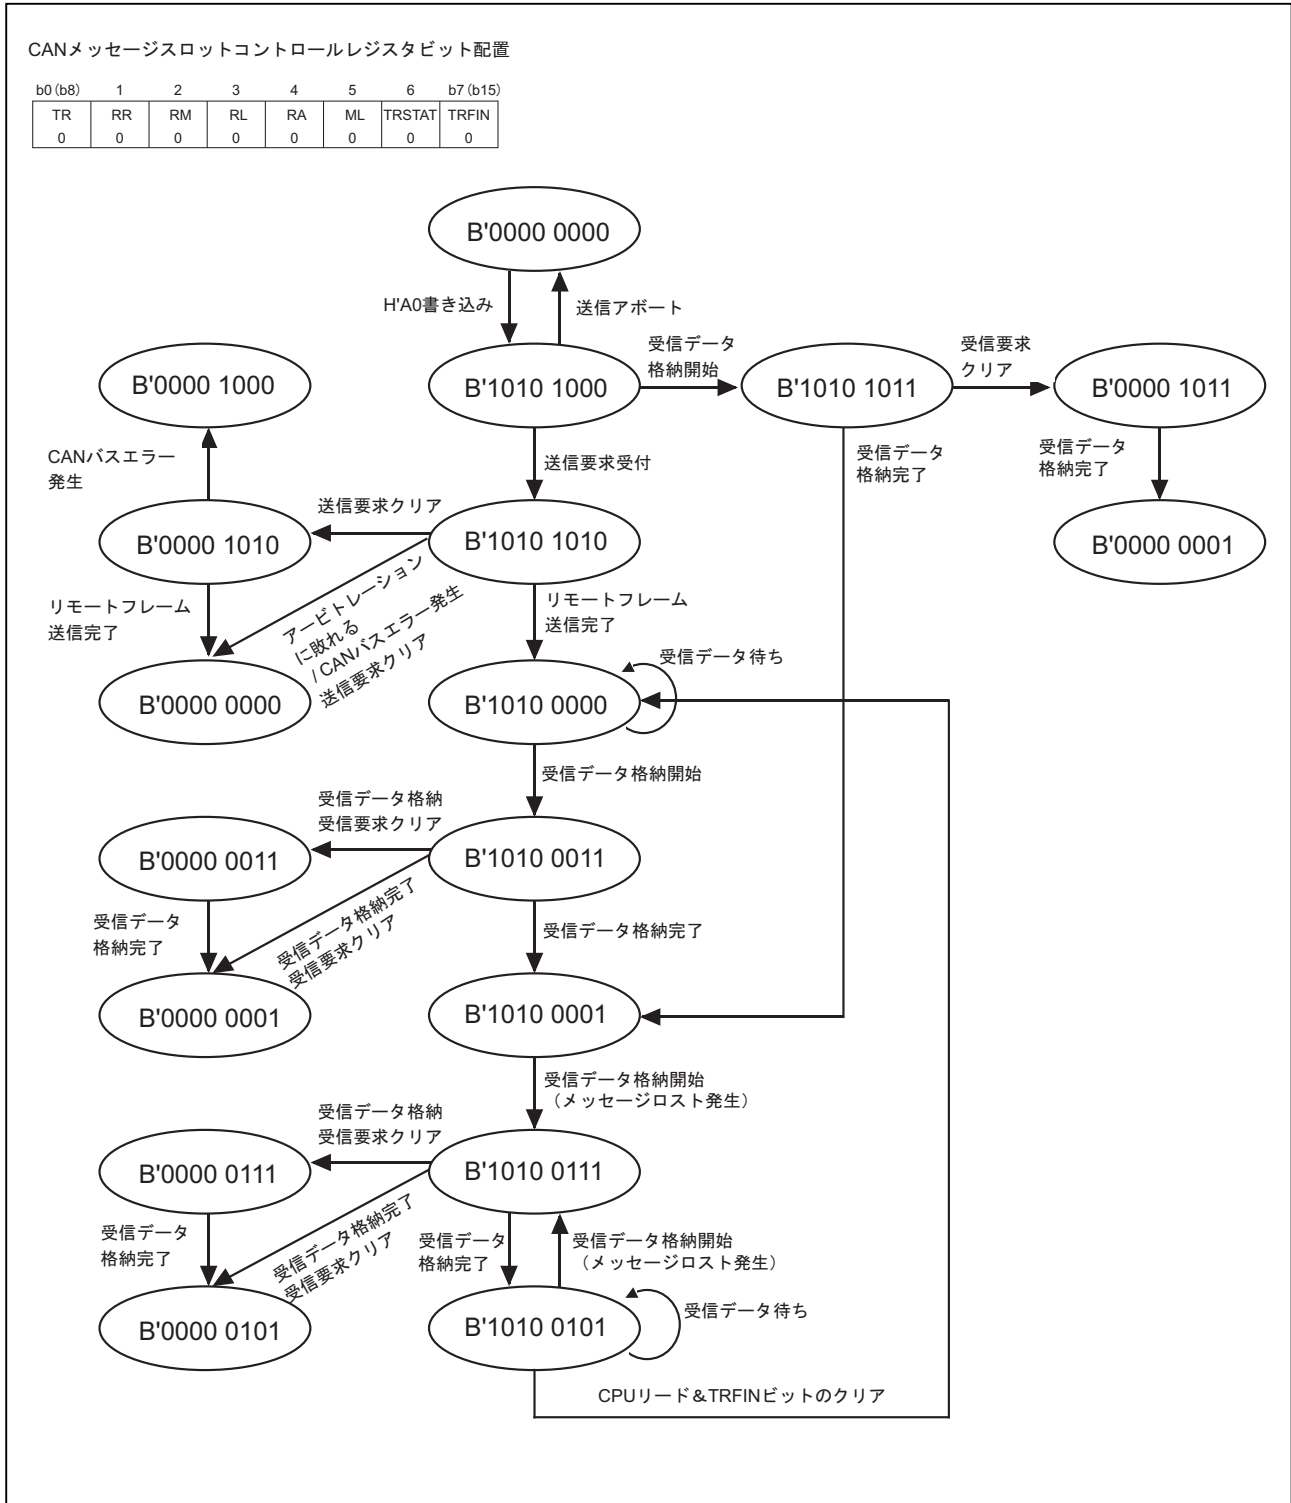 CANメッセージスロットコントロールレジスタビット配置
b0(b8) 1 2 3 4 5 6 b7(b15)
TR RR RM RL RA ML TRSTAT TRFIN
0 0 0 0 0 0 0 0
B'0000 0000
H'A0書き込み
送信アボート
受信データ
格納開始
受信要求
クリア
B'0000 1000
B'1010 1000
B'1010 1011
B'0000 1011
CANバスエラー
発生
送信要求受付
受信データ
格納完了
受信データ
格納完了
送信要求クリア
B'0000 1010
B'1010 1010
B'0000 0001
リモートフレーム
送信完了
アービトレーション
に敗れる
/ CANバスエラー発生
送信要求クリア
リモートフレーム
送信完了
受信データ待ち
B'0000 0000
B'1010 0000
受信データ格納開始
受信データ格納
受信要求クリア
B'0000 0011
B'1010 0011
受信データ
格納完了
受信データ格納完了
受信要求クリア
受信データ格納完了
B'0000 0001
B'1010 0001
受信データ格納開始
（メッセージロスト発生）
受信データ格納
受信要求クリア
B'0000 0111
B'1010 0111
受信データ
格納完了
受信データ格納完了
受信要求クリア
受信データ
格納完了
受信データ格納開始
（メッセージロスト発生）
B'0000 0101
B'1010 0101
受信データ待ち
CPUリード＆TRFINビットのクリア